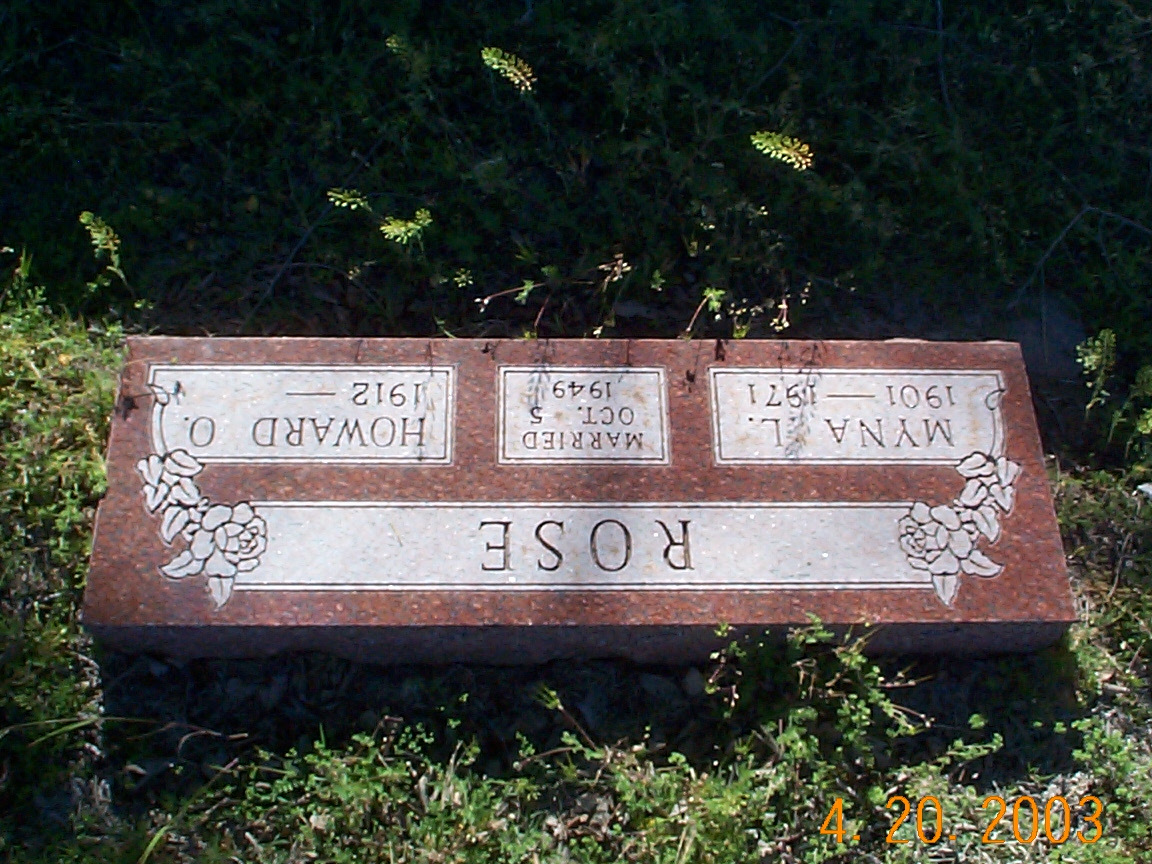 ROSE
MYNA L.
1901 — 1971
MARRIED
OCT. 5
1949
HOWARD O.
1912 —
4. 20. 2003